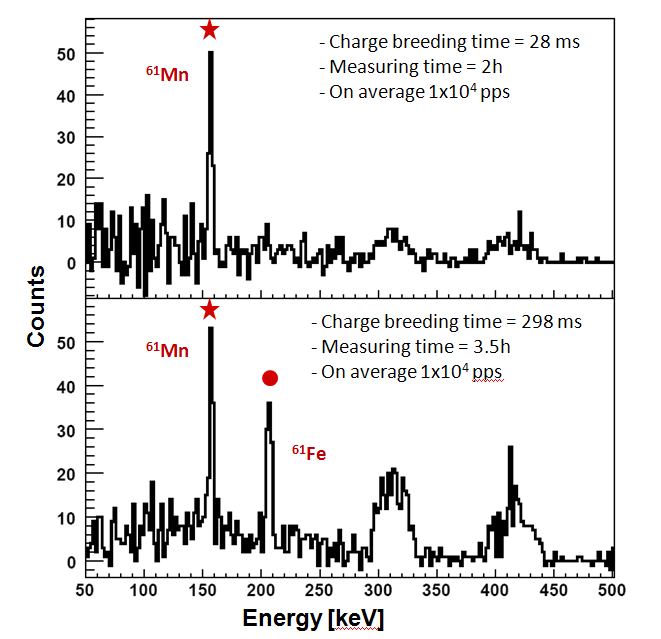 - Charge breeding time = 28 ms
⁶¹Mn
- Measuring time = 2h
- On average 1x10⁴ pps
50
40
30
20
10
0
Counts
- Charge breeding time = 298 ms
⁶¹Mn
- Measuring time = 3.5h
- On average 1x10⁴ pps
⁶¹Fe
50
40
30
20
10
0
50 100 150 200 250 300 350 400 450 500
Energy [keV]